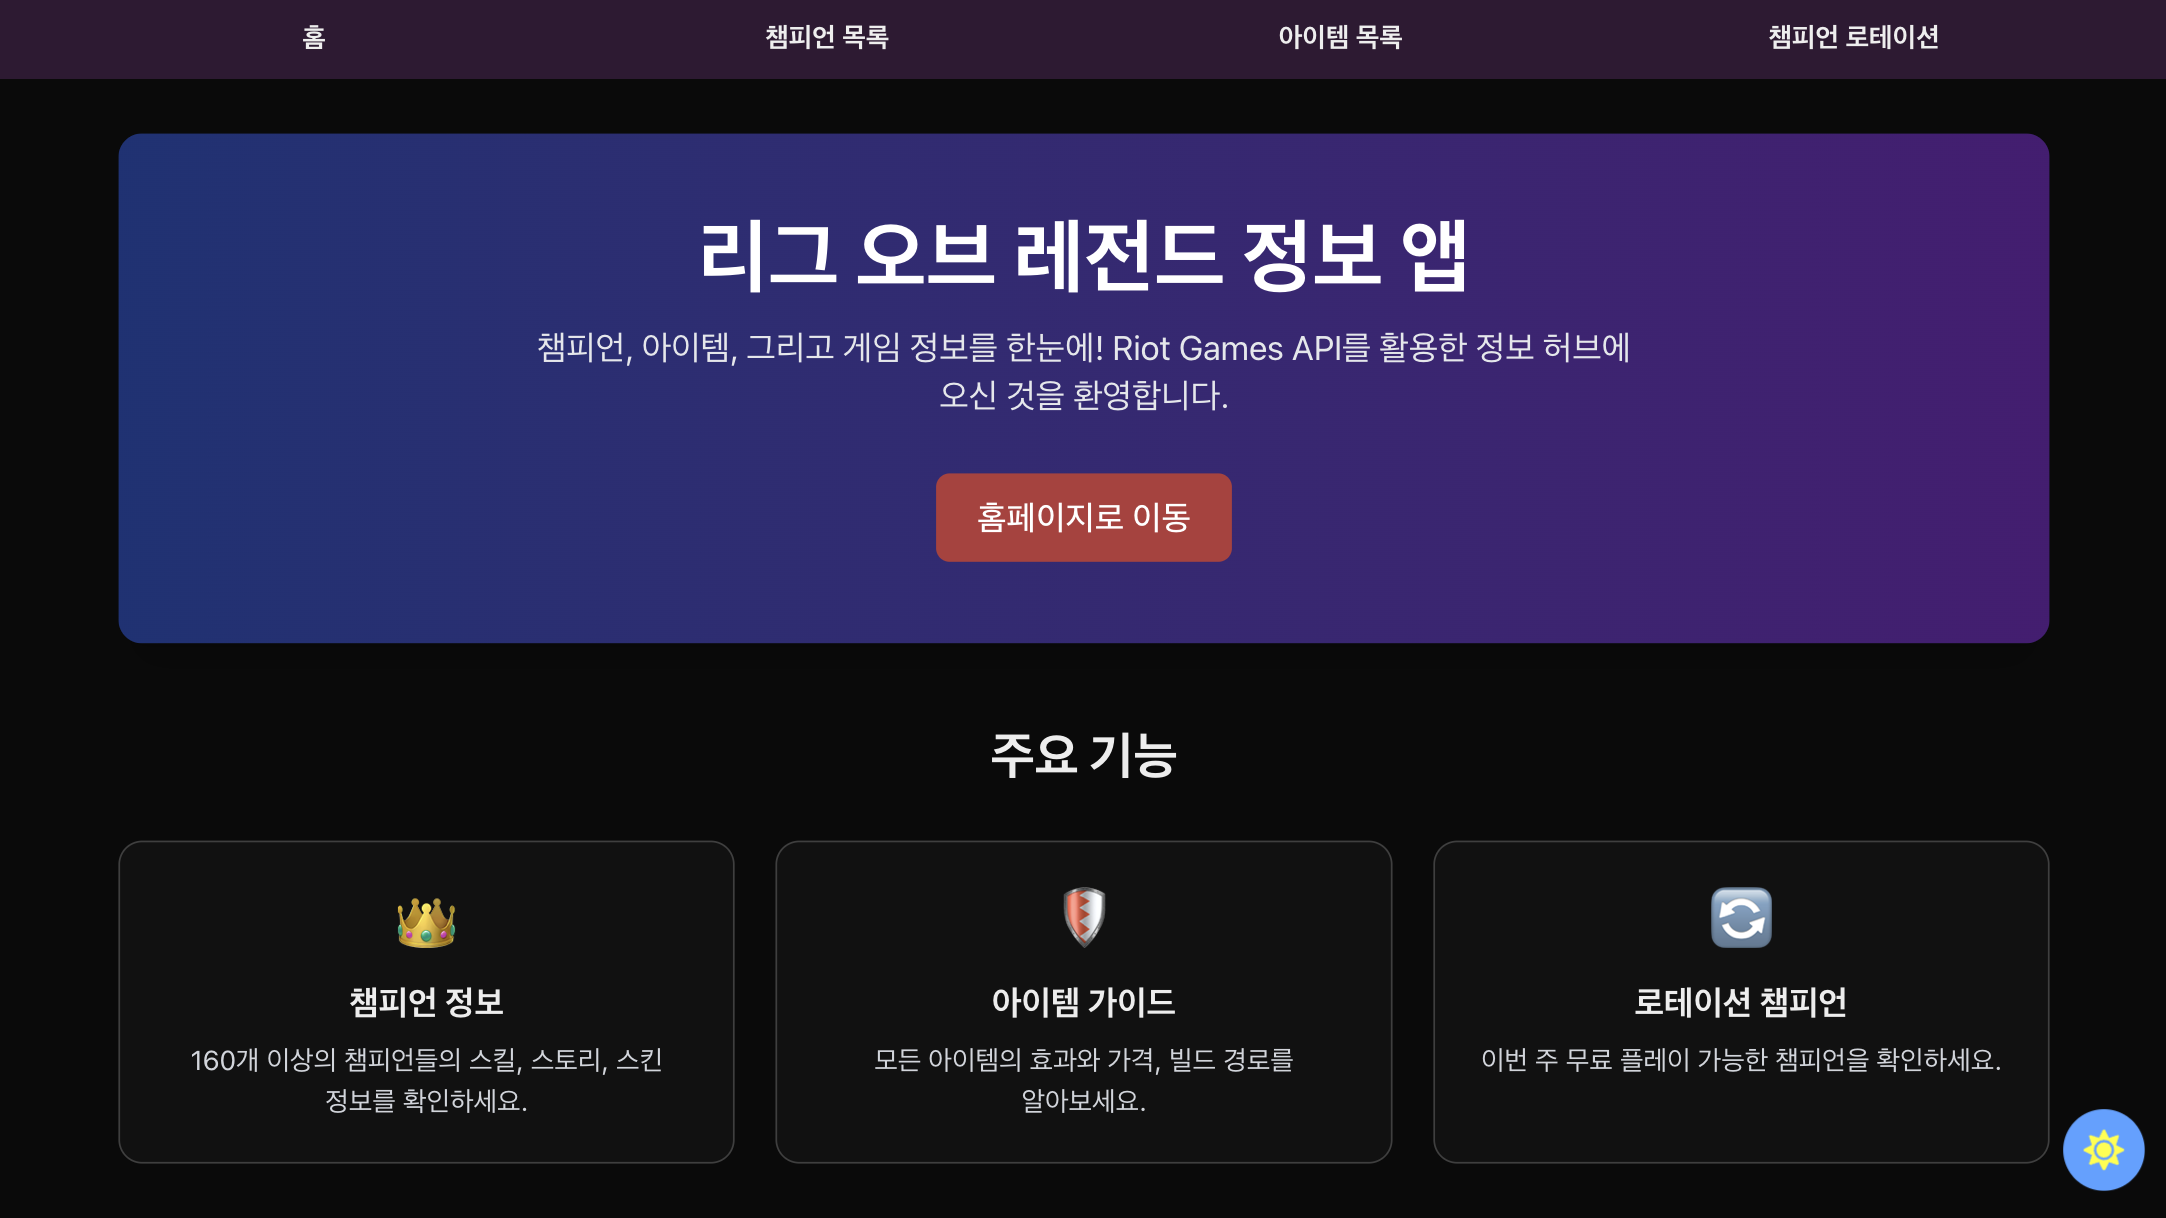 홈
챔피언 목록
아이템 목록
챔피언 로테이션
리그 오브 레전드 정보 앱
챔피언, 아이템, 그리고 게임 정보를 한눈에! Riot Games API를 활용한 정보 허브에
오신 것을 환영합니다.
홈페이지로 이동
주요 기능
챔피언 정보
160개 이상의 챔피언들의 스킬, 스토리, 스킨
정보를 확인하세요.
아이템 가이드
모든 아이템의 효과와 가격, 빌드 경로를
알아보세요.
로테이션 챔피언
이번 주 무료 플레이 가능한 챔피언을 확인하세요.